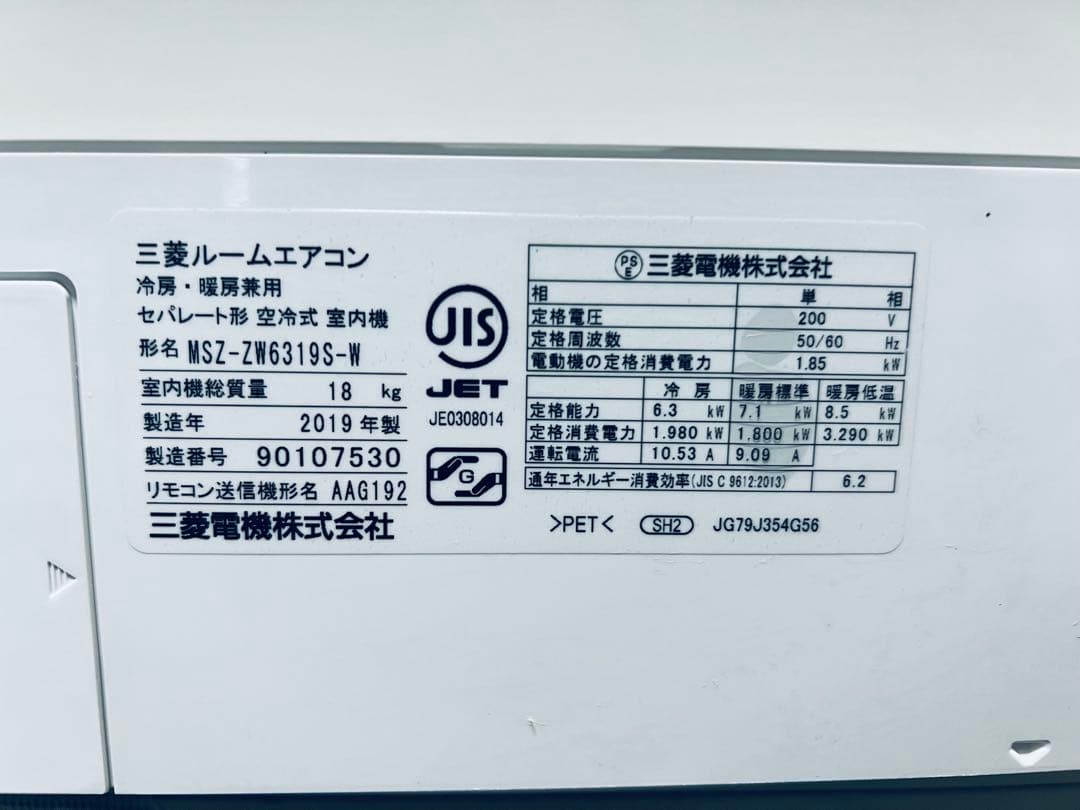 三菱ルームエアコン
冷房・暖房兼用
セパレート形 空冷式 室内機
形名 MSZ-ZW6319S-W
室内機総質量 18 kg
製造年 2019 年製
製造番号 90107530
リモコン送信機形名 AAG192
三菱電機株式会社
JIS
JET
JE0308014
G
PS E 三菱電機株式会社
相 単 相
定格電圧 200 V
定格周波数 50/60 Hz
電動機の定格消費電力 1.85 kW
冷 房 暖房標準 暖房低温
定格能力 6.3 kW 7.1 kW 8.5 kW
定格消費電力 1.980 kW 1.800 kW 3.290 kW
運転電流 10.53 A 9.09 A
通年エネルギー消費効率(JIS C 9612:2013) 6.2
>PET< SH2 JG79J354G56